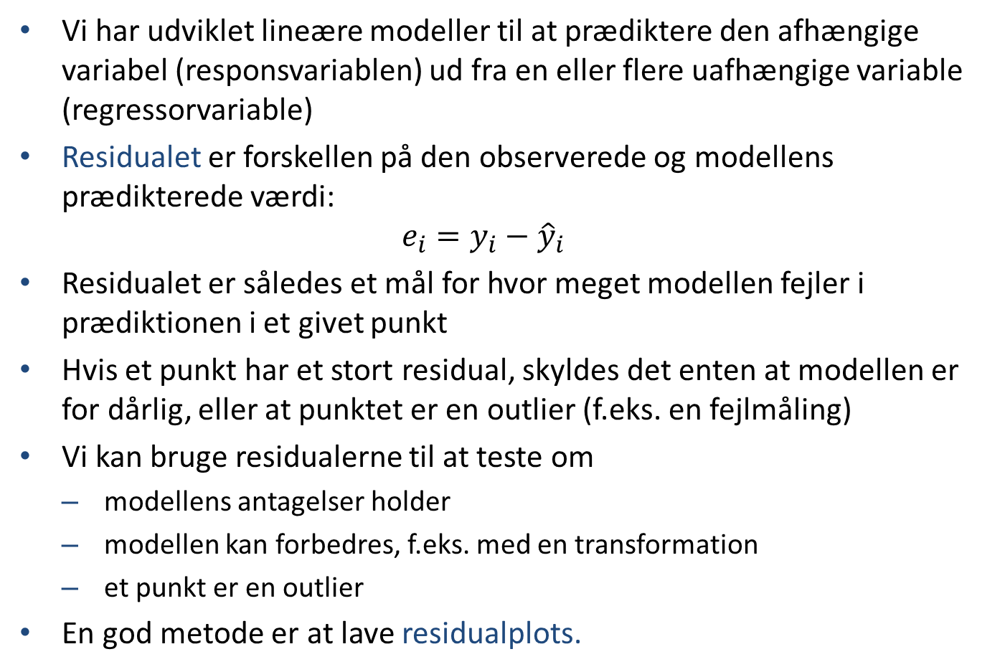 • Vi har udviklet lineære modeller til at prædiktere den afhængige
variabel (responsvariablen) ud fra en eller flere uafhængige variable
(regressorvariable)
• Residualet er forskellen på den observerede og modellens
prædikterede værdi:
eᵢ = yᵢ − ŷᵢ
• Residualet er således et mål for hvor meget modellen fejler i
prædiktionen i et givet punkt
• Hvis et punkt har et stort residual, skyldes det enten at modellen er
for dårlig, eller at punktet er en outlier (f.eks. en fejlmåling)
• Vi kan bruge residualerne til at teste om
– modellens antagelser holder
– modellen kan forbedres, f.eks. med en transformation
– et punkt er en outlier
• En god metode er at lave residualplots.